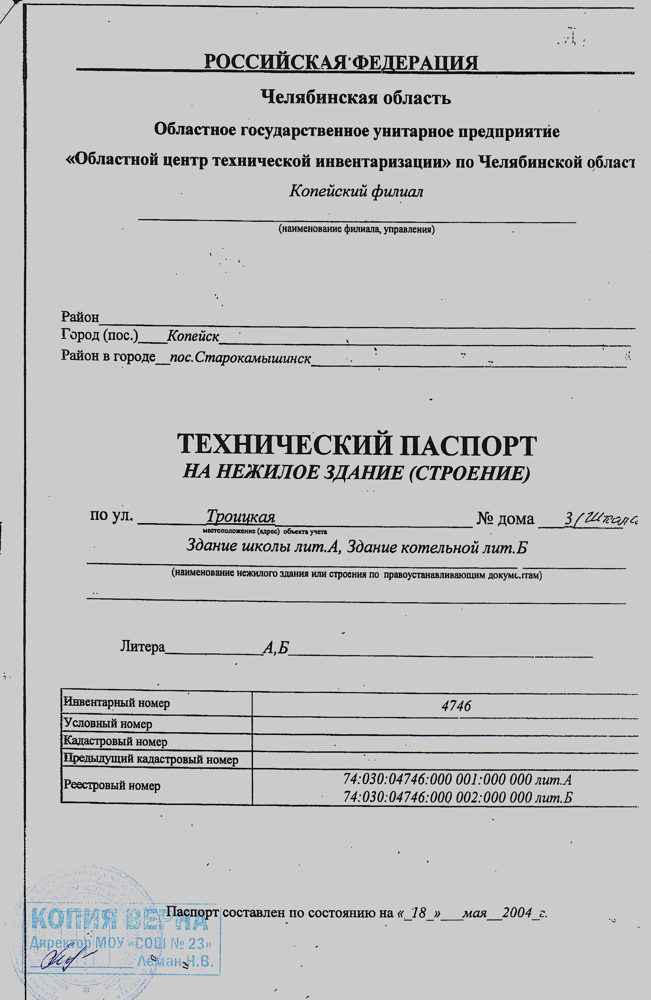 РОССИЙСКАЯ ФЕДЕРАЦИЯ
Челябинская область
Областное государственное унитарное предприятие
«Областной центр технической инвентаризации» по Челябинской област
Копейский филиал
(наименование филиала, управления)
Район
Город (пос.) Копейск
Район в городе пос.Старокамышинск
ТЕХНИЧЕСКИЙ ПАСПОРТ
НА НЕЖИЛОЕ ЗДАНИЕ (СТРОЕНИЕ)
по ул. Троицкая № дома 3/школа
местоположение (адрес) объекта учета
Здание школы лит.А, Здание котельной лит.Б
(наименование нежилого здания или строения по правоустанавливающим документам)
Литера А,Б
Инвентарный номер 4746
Условный номер
Кадастровый номер
Предыдущий кадастровый номер
Реестровый номер 74:030:04746:000 001:000 000 лит.А
74:030:04746:000 002:000 000 лит.Б
Паспорт составлен по состоянию на «_18_» мая 2004 г.
КОПИЯ ВЕРНА
Директор МОУ «СОШ № 23»
Леман Н.В.